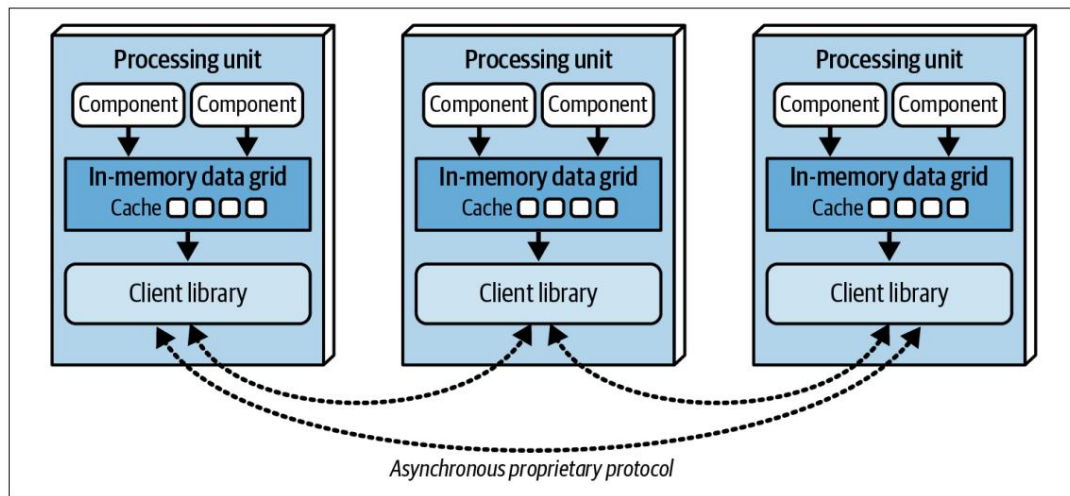 Processing unit
Component Component
In-memory data grid
Cache
Client library
Processing unit
Component Component
In-memory data grid
Cache
Client library
Processing unit
Component Component
In-memory data grid
Cache
Client library
Asynchronous proprietary protocol